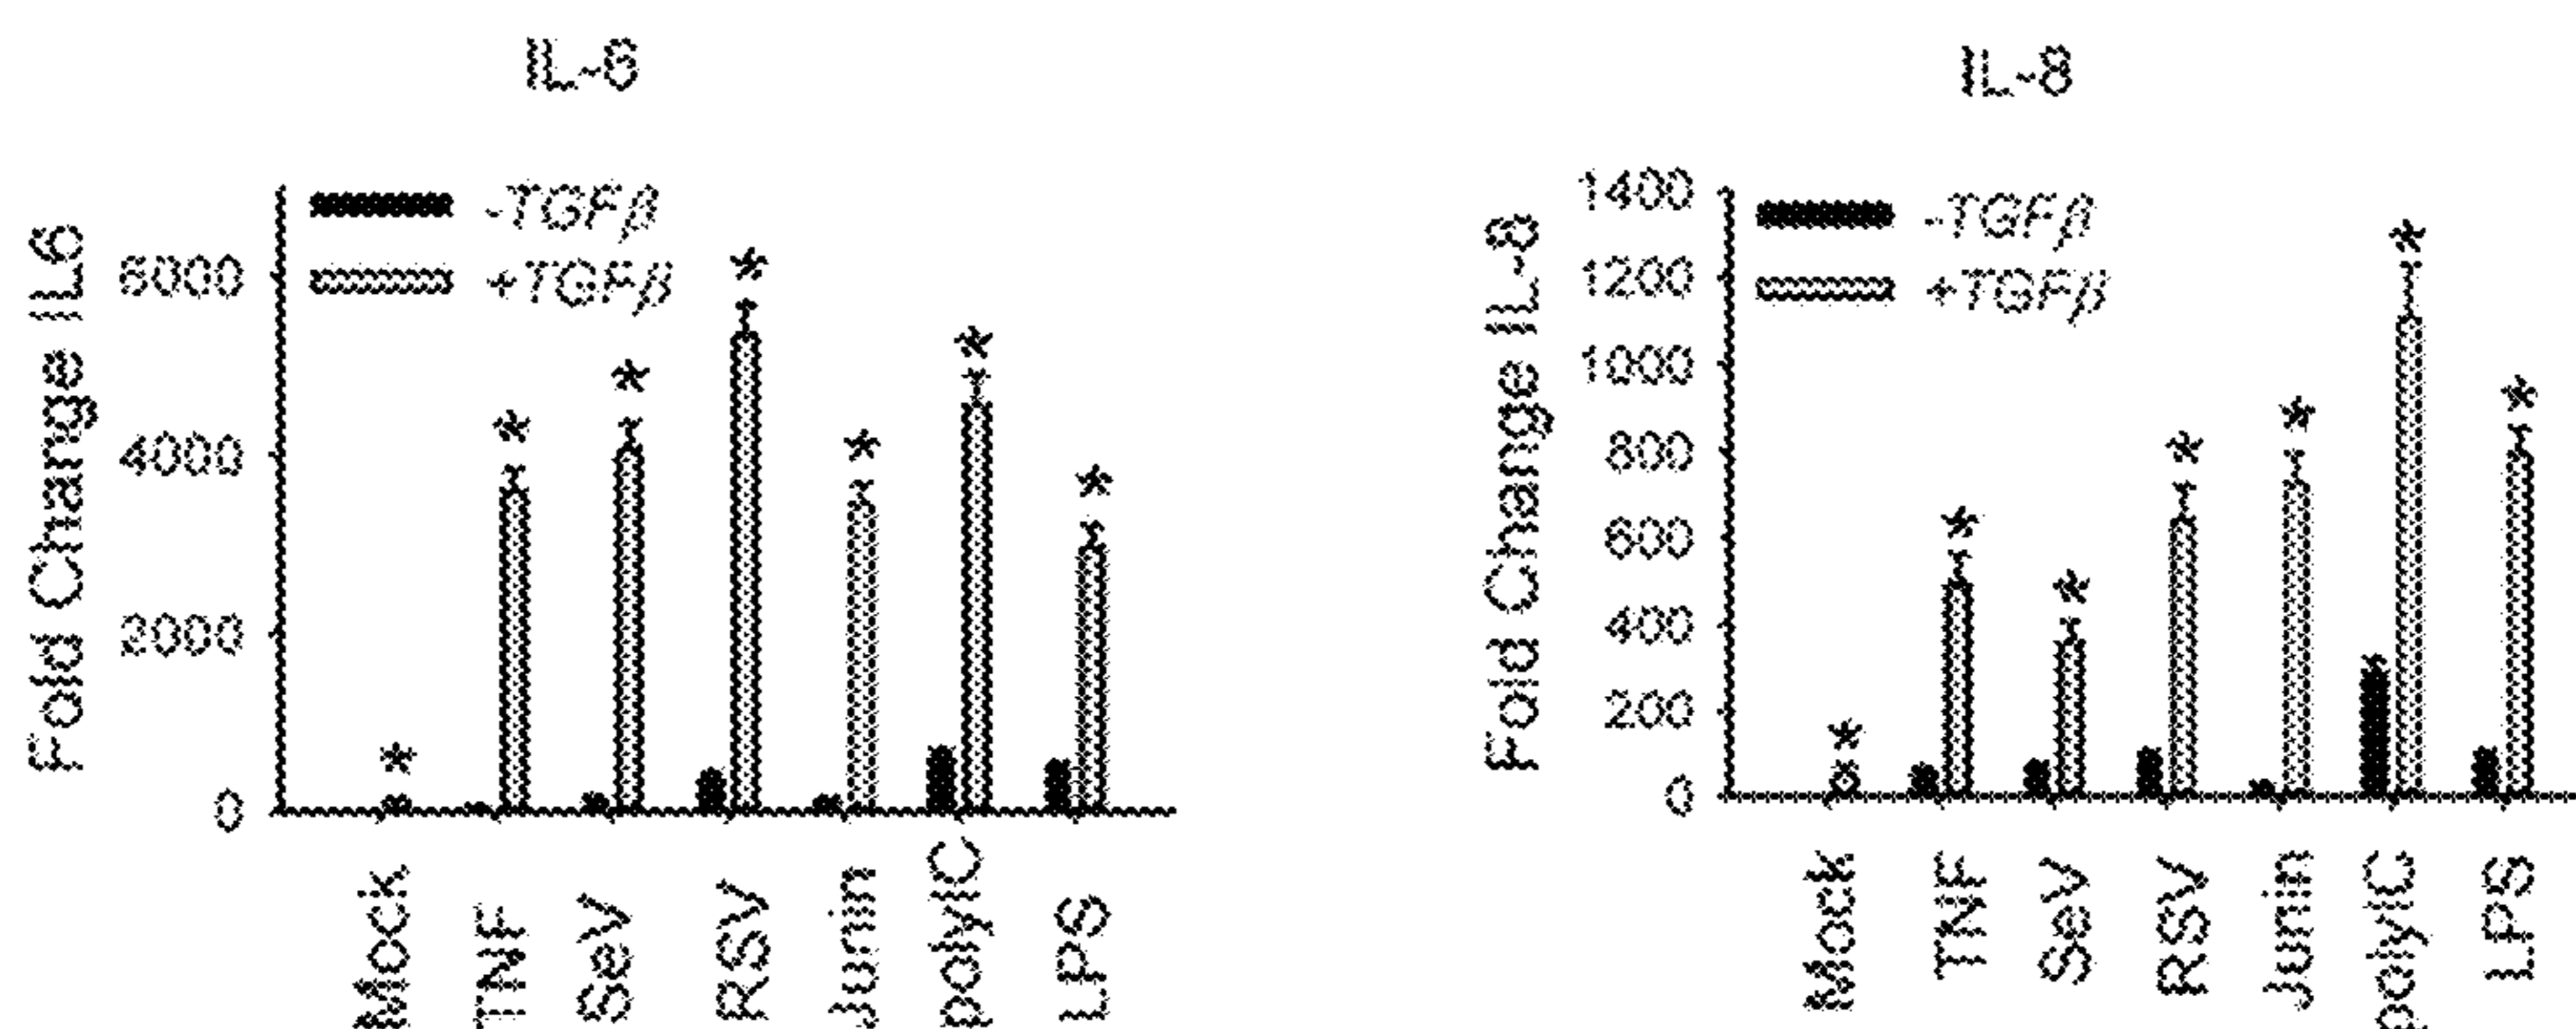 IL-6
-TGFβ
+TGFβ
Fold Change IL6
6000
4000
2000
0
* * * * * * *
Mock
TNF
SeV
RSV
Junin
polyIC
LPS
IL-8
-TGFβ
+TGFβ
Fold Change IL-8
1400
1200
1000
800
600
400
200
0
* * * * * * *
Mock
TNF
SeV
RSV
Junin
polyIC
LPS